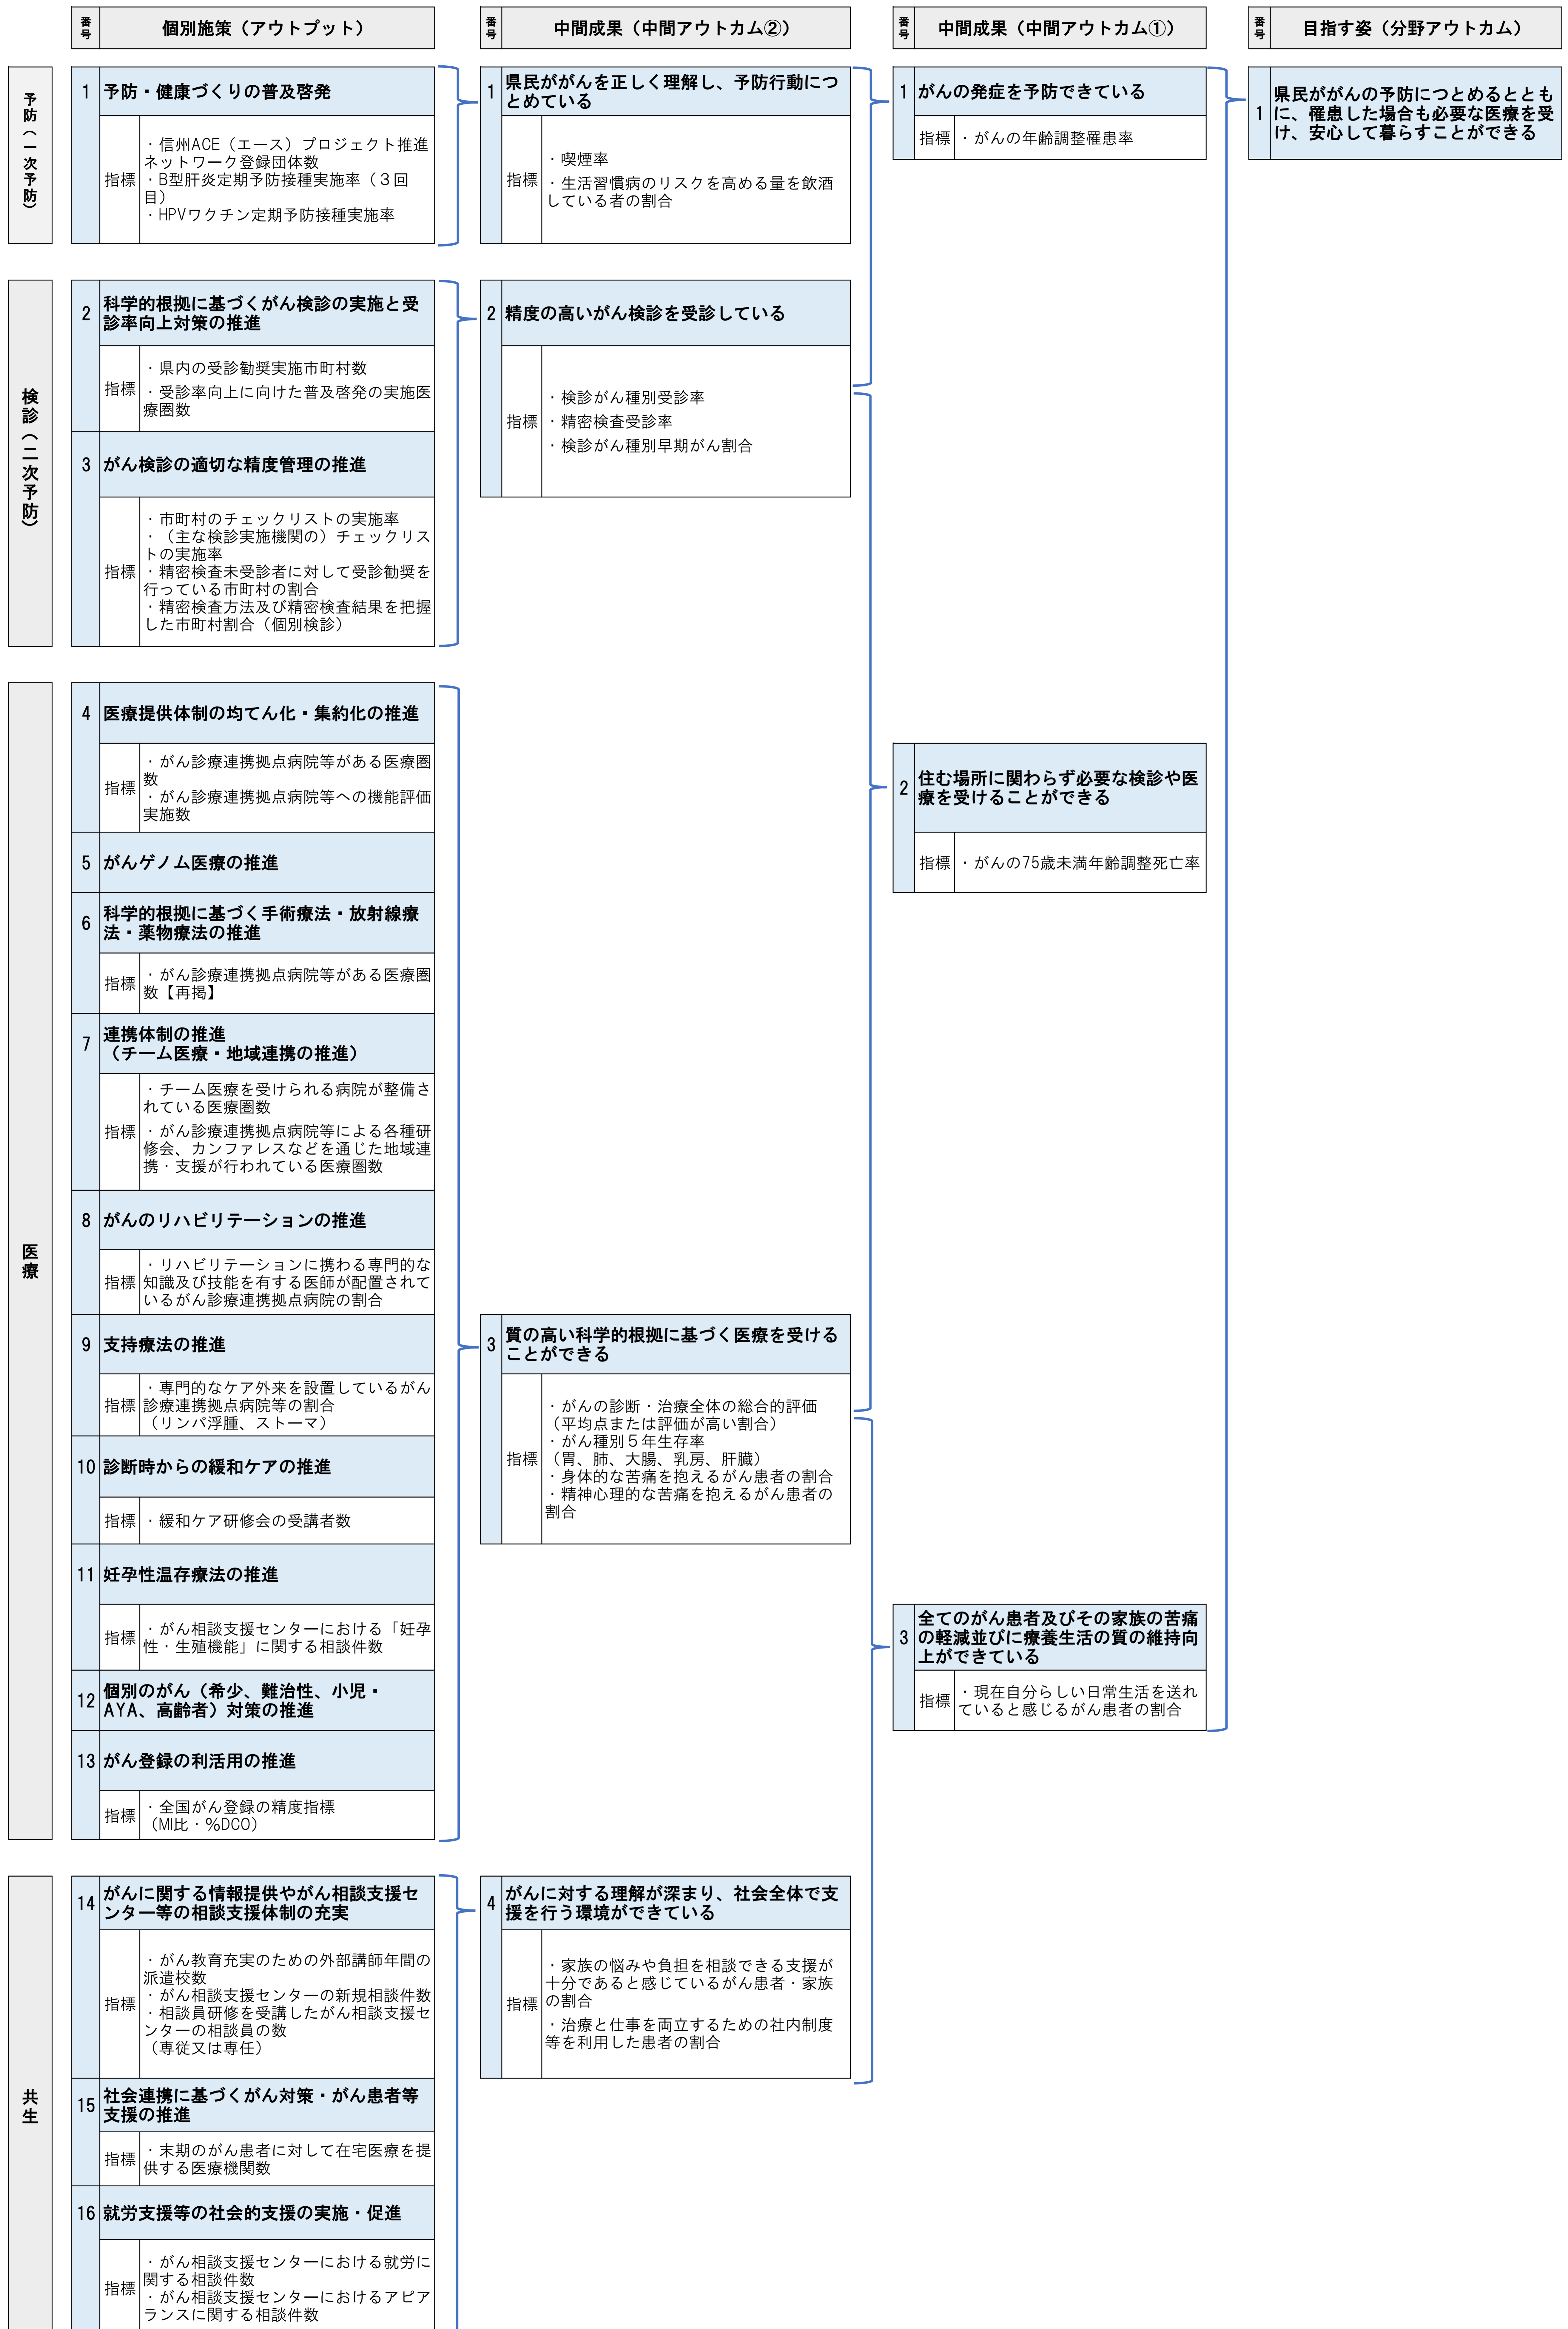 番号
個別施策（アウトプット）
番号
中間成果（中間アウトカム②）
番号
中間成果（中間アウトカム①）
番号
目指す姿（分野アウトカム）
予防（一次予防）
1
予防・健康づくりの普及啓発
指標
・信州ACE（エース）プロジェクト推進
ネットワーク登録団体数
・B型肝炎定期予防接種実施率（３回
目）
・HPVワクチン定期予防接種実施率
1
県民ががんを正しく理解し、予防行動につ
とめている
指標
・喫煙率
・生活習慣病のリスクを高める量を飲酒
している者の割合
1
がんの発症を予防できている
指標
・がんの年齢調整罹患率
1
県民ががんの予防につとめるととも
に、罹患した場合も必要な医療を受
け、安心して暮らすことができる
検診（二次予防）
2
科学的根拠に基づくがん検診の実施と受
診率向上対策の推進
指標
・県内の受診勧奨実施市町村数
・受診率向上に向けた普及啓発の実施医
療圏数
3
がん検診の適切な精度管理の推進
指標
・市町村のチェックリストの実施率
・（主な検診実施機関の）チェックリス
トの実施率
・精密検査未受診者に対して受診勧奨を
行っている市町村の割合
・精密検査方法及び精密検査結果を把握
した市町村割合（個別検診）
2
精度の高いがん検診を受診している
指標
・検診がん種別受診率
・精密検査受診率
・検診がん種別早期がん割合
医療
4
医療提供体制の均てん化・集約化の推進
指標
・がん診療連携拠点病院等がある医療圏
数
・がん診療連携拠点病院等への機能評価
実施数
5
がんゲノム医療の推進
6
科学的根拠に基づく手術療法・放射線療
法・薬物療法の推進
指標
・がん診療連携拠点病院等がある医療圏
数【再掲】
7
連携体制の推進
（チーム医療・地域連携の推進）
指標
・チーム医療を受けられる病院が整備さ
れている医療圏数
・がん診療連携拠点病院等による各種研
修会、カンファレスなどを通じた地域連
携・支援が行われている医療圏数
8
がんのリハビリテーションの推進
指標
・リハビリテーションに携わる専門的な
知識及び技能を有する医師が配置されて
いるがん診療連携拠点病院の割合
9
支持療法の推進
指標
・専門的なケア外来を設置しているがん
診療連携拠点病院等の割合
（リンパ浮腫、ストーマ）
10
診断時からの緩和ケアの推進
指標
・緩和ケア研修会の受講者数
11
妊孕性温存療法の推進
指標
・がん相談支援センターにおける「妊孕
性・生殖機能」に関する相談件数
12
個別のがん（希少、難治性、小児・
AYA、高齢者）対策の推進
13
がん登録の利活用の推進
指標
・全国がん登録の精度指標
（MI比・%DCO）
3
質の高い科学的根拠に基づく医療を受ける
ことができる
指標
・がんの診断・治療全体の総合的評価
（平均点または評価が高い割合）
・がん種別５年生存率
（胃、肺、大腸、乳房、肝臓）
・身体的な苦痛を抱えるがん患者の割合
・精神心理的な苦痛を抱えるがん患者の
割合
2
住む場所に関わらず必要な検診や医
療を受けることができる
指標
・がんの75歳未満年齢調整死亡率
3
全てのがん患者及びその家族の苦痛
の軽減並びに療養生活の質の維持向
上ができている
指標
・現在自分らしい日常生活を送れ
ていると感じるがん患者の割合
共生
14
がんに関する情報提供やがん相談支援セ
ンター等の相談支援体制の充実
指標
・がん教育充実のための外部講師年間の
派遣校数
・がん相談支援センターの新規相談件数
・相談員研修を受講したがん相談支援セ
ンターの相談員の数
（専従又は専任）
15
社会連携に基づくがん対策・がん患者等
支援の推進
指標
・末期のがん患者に対して在宅医療を提
供する医療機関数
16
就労支援等の社会的支援の実施・促進
指標
・がん相談支援センターにおける就労に
関する相談件数
・がん相談支援センターにおけるアピア
ランスに関する相談件数
4
がんに対する理解が深まり、社会全体で支
援を行う環境ができている
指標
・家族の悩みや負担を相談できる支援が
十分であると感じているがん患者・家族
の割合
・治療と仕事を両立するための社内制度
等を利用した患者の割合